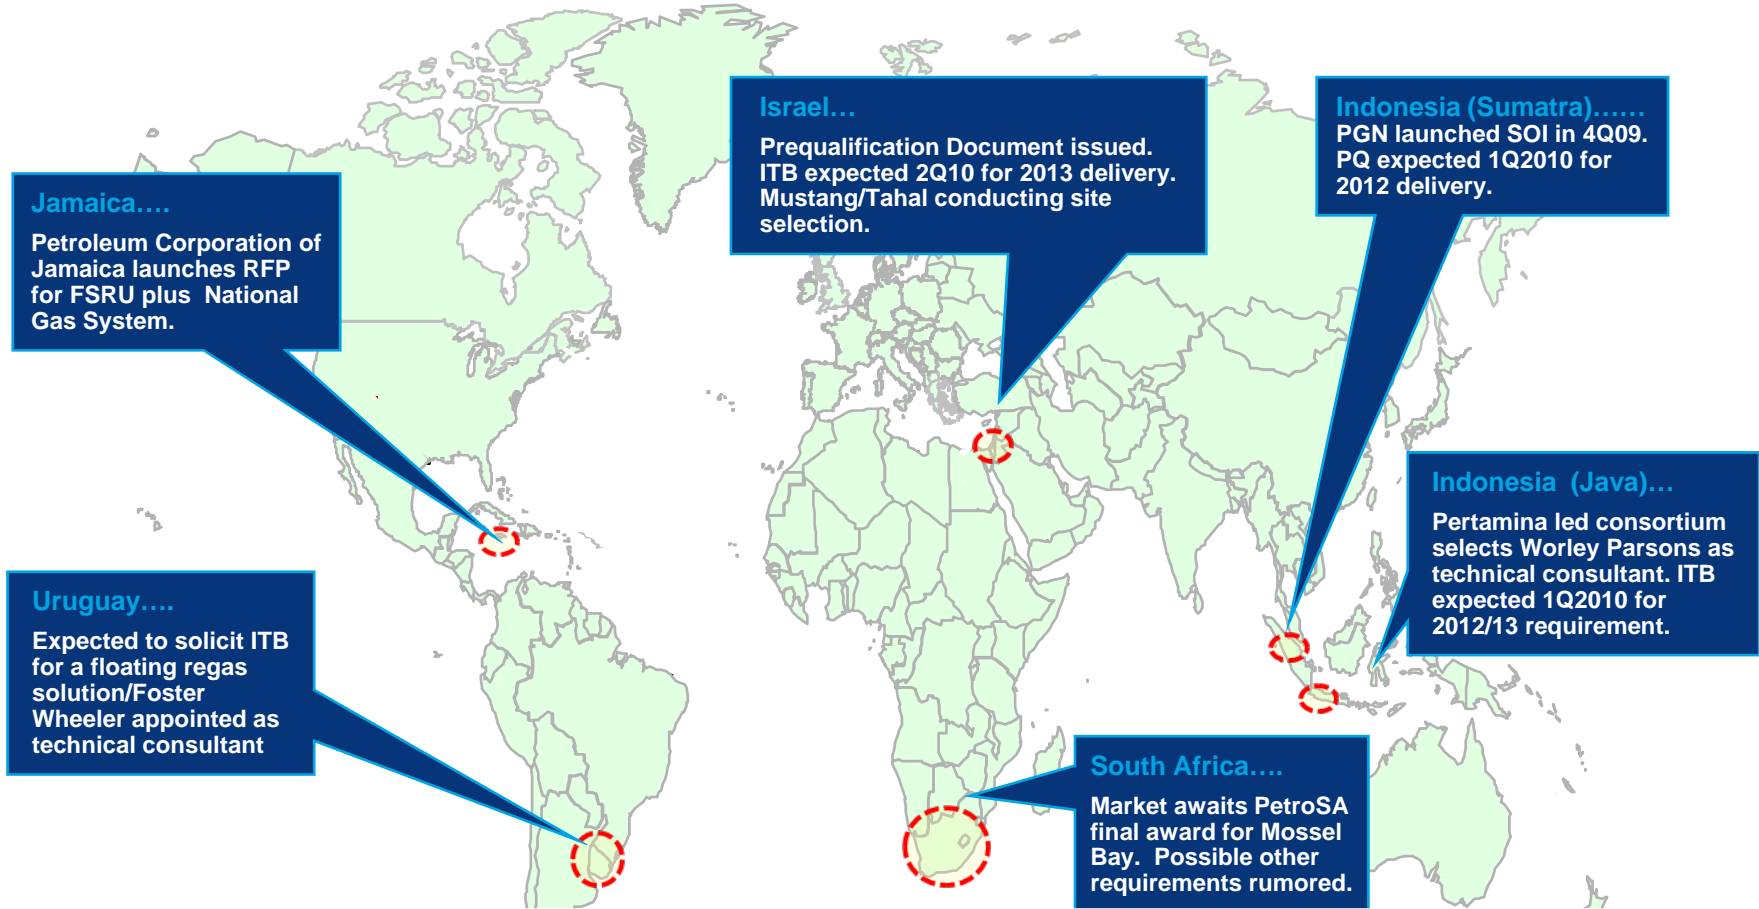 Israel…
Prequalification Document issued.
ITB expected 2Q10 for 2013 delivery.
Mustang/Tahal conducting site
selection.
Indonesia (Sumatra)……
PGN launched SOI in 4Q09.
PQ expected 1Q2010 for
2012 delivery.
Jamaica….
Petroleum Corporation of
Jamaica launches RFP
for FSRU plus  National
Gas System.
Indonesia  (Java)…
Pertamina led consortium
selects Worley Parsons as
technical consultant. ITB
expected 1Q2010 for
2012/13 requirement.
Uruguay….
Expected to solicit ITB
for a floating regas
solution/Foster
Wheeler appointed as
technical consultant
South Africa….
Market awaits PetroSA
final award for Mossel
Bay.  Possible other
requirements rumored.